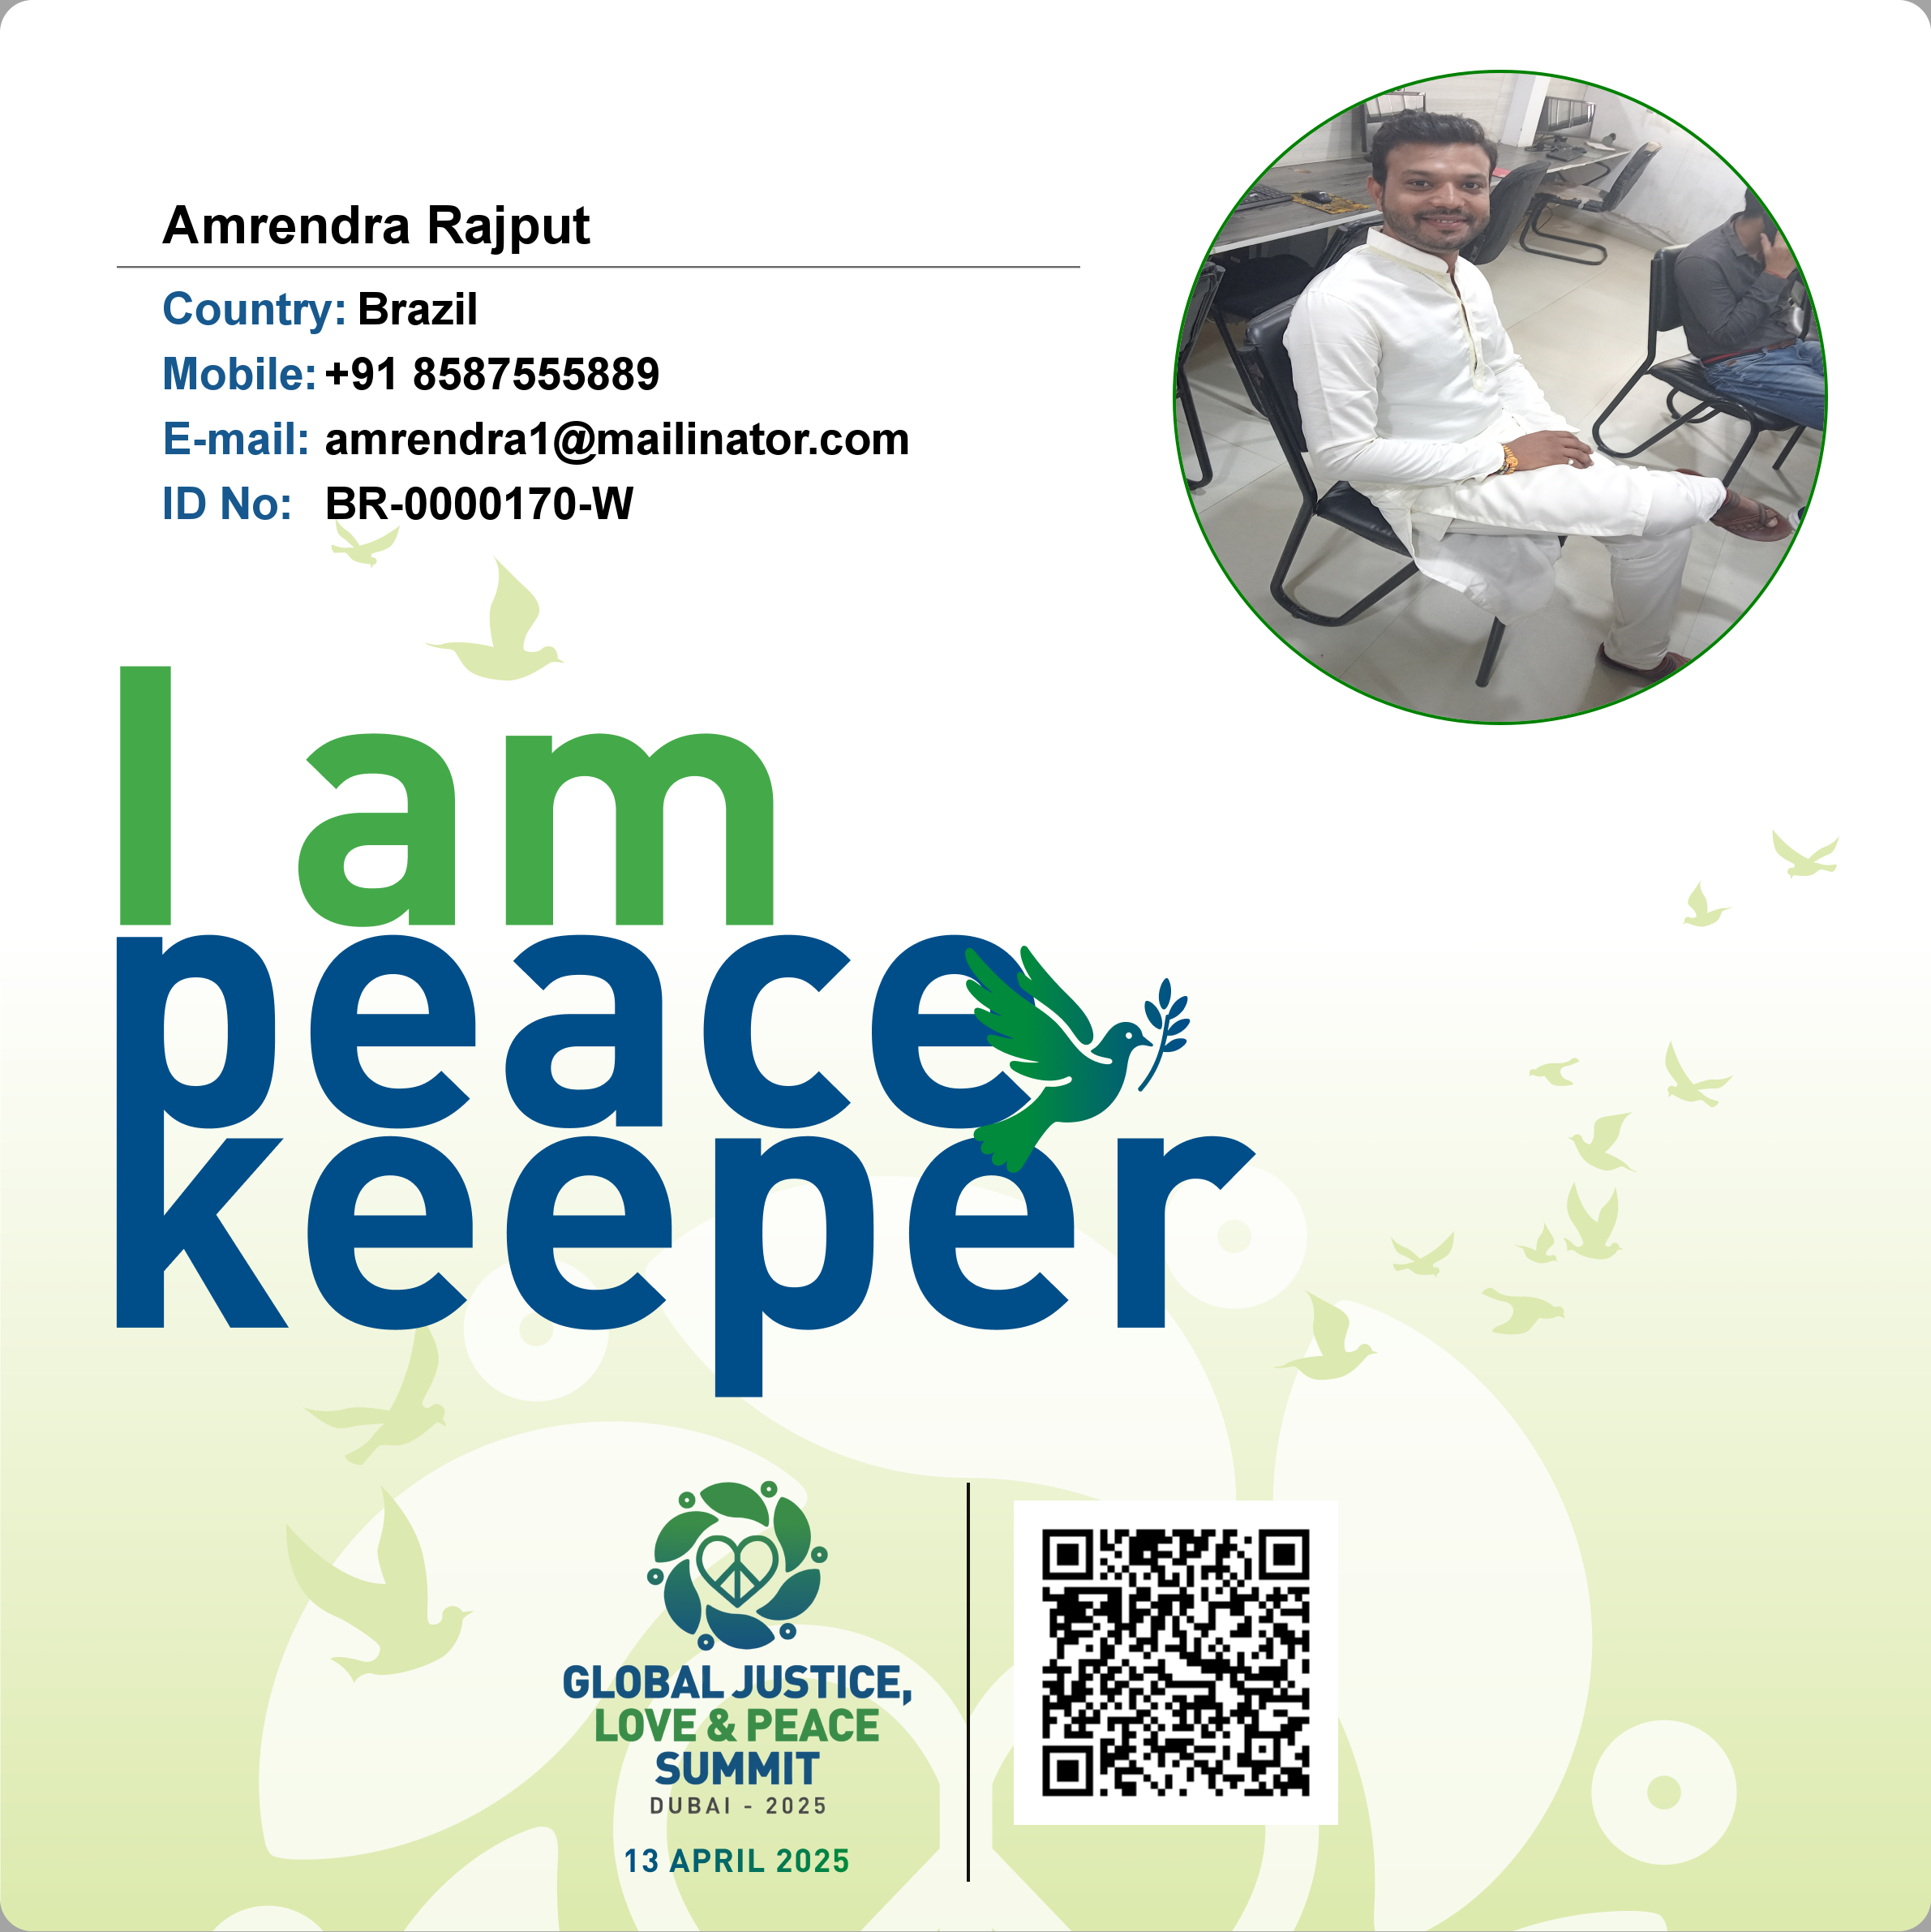 Amrendra Rajput
Country: Brazil
Mobile: +91 8587555889
E-mail: amrendra1@mailinator.com
ID No: BR-0000170-W
I am
peace
keeper
GLOBAL JUSTICE,
LOVE & PEACE
SUMMIT
DUBAI - 2025
13 APRIL 2025